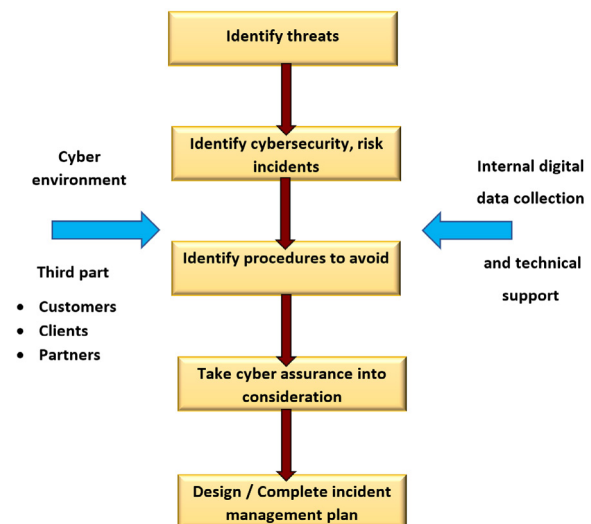 Identify threats
Identify cybersecurity, risk
incidents
Cyber
environment
Internal digital
data collection
Identify procedures to avoid
Third part
• Customers
• Clients
• Partners
and technical
support
Take cyber assurance into
consideration
Design / Complete incident
management plan